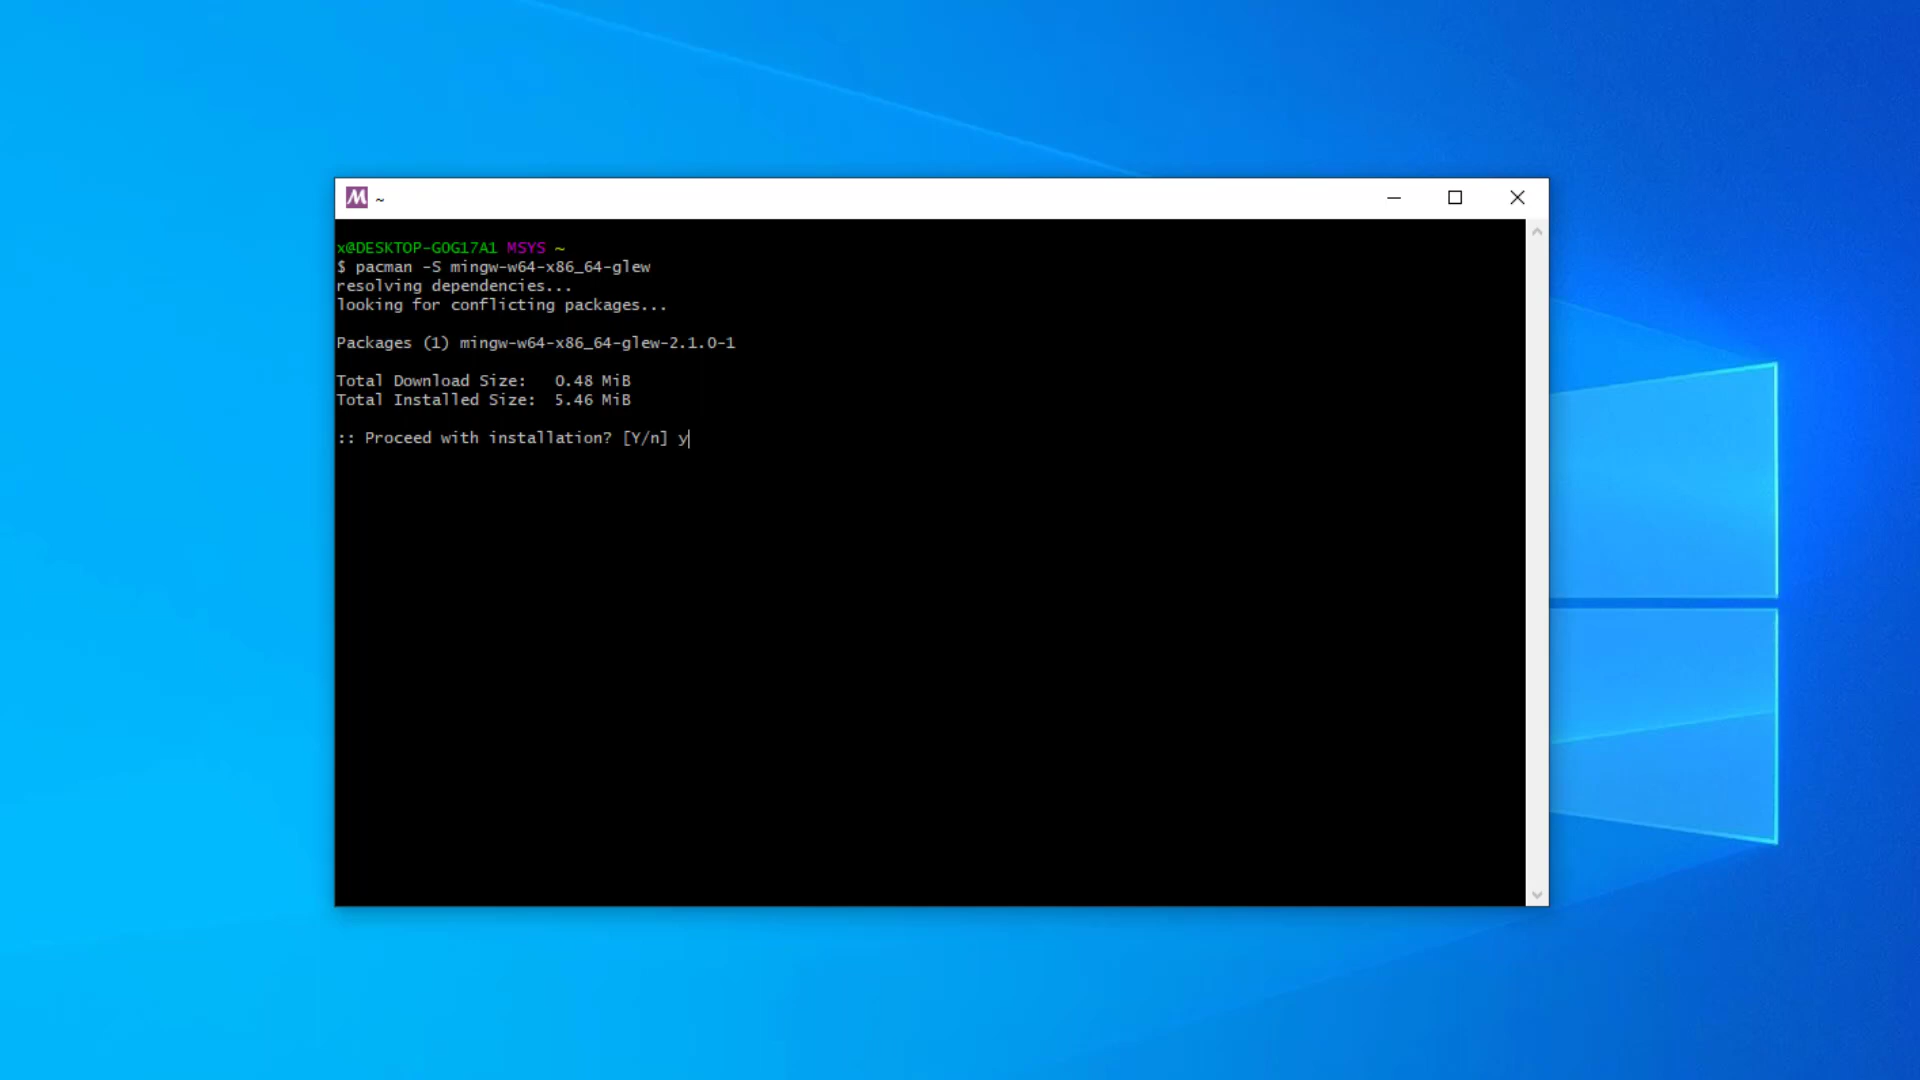 M ~
x@DESKTOP-GOG17A1 MSYS ~
$ pacman -S mingw-w64-x86_64-glew
resolving dependencies...
looking for conflicting packages...
Packages (1) mingw-w64-x86_64-glew-2.1.0-1
Total Download Size:   0.48 MiB
Total Installed Size:  5.46 MiB
:: Proceed with installation? [Y/n] y